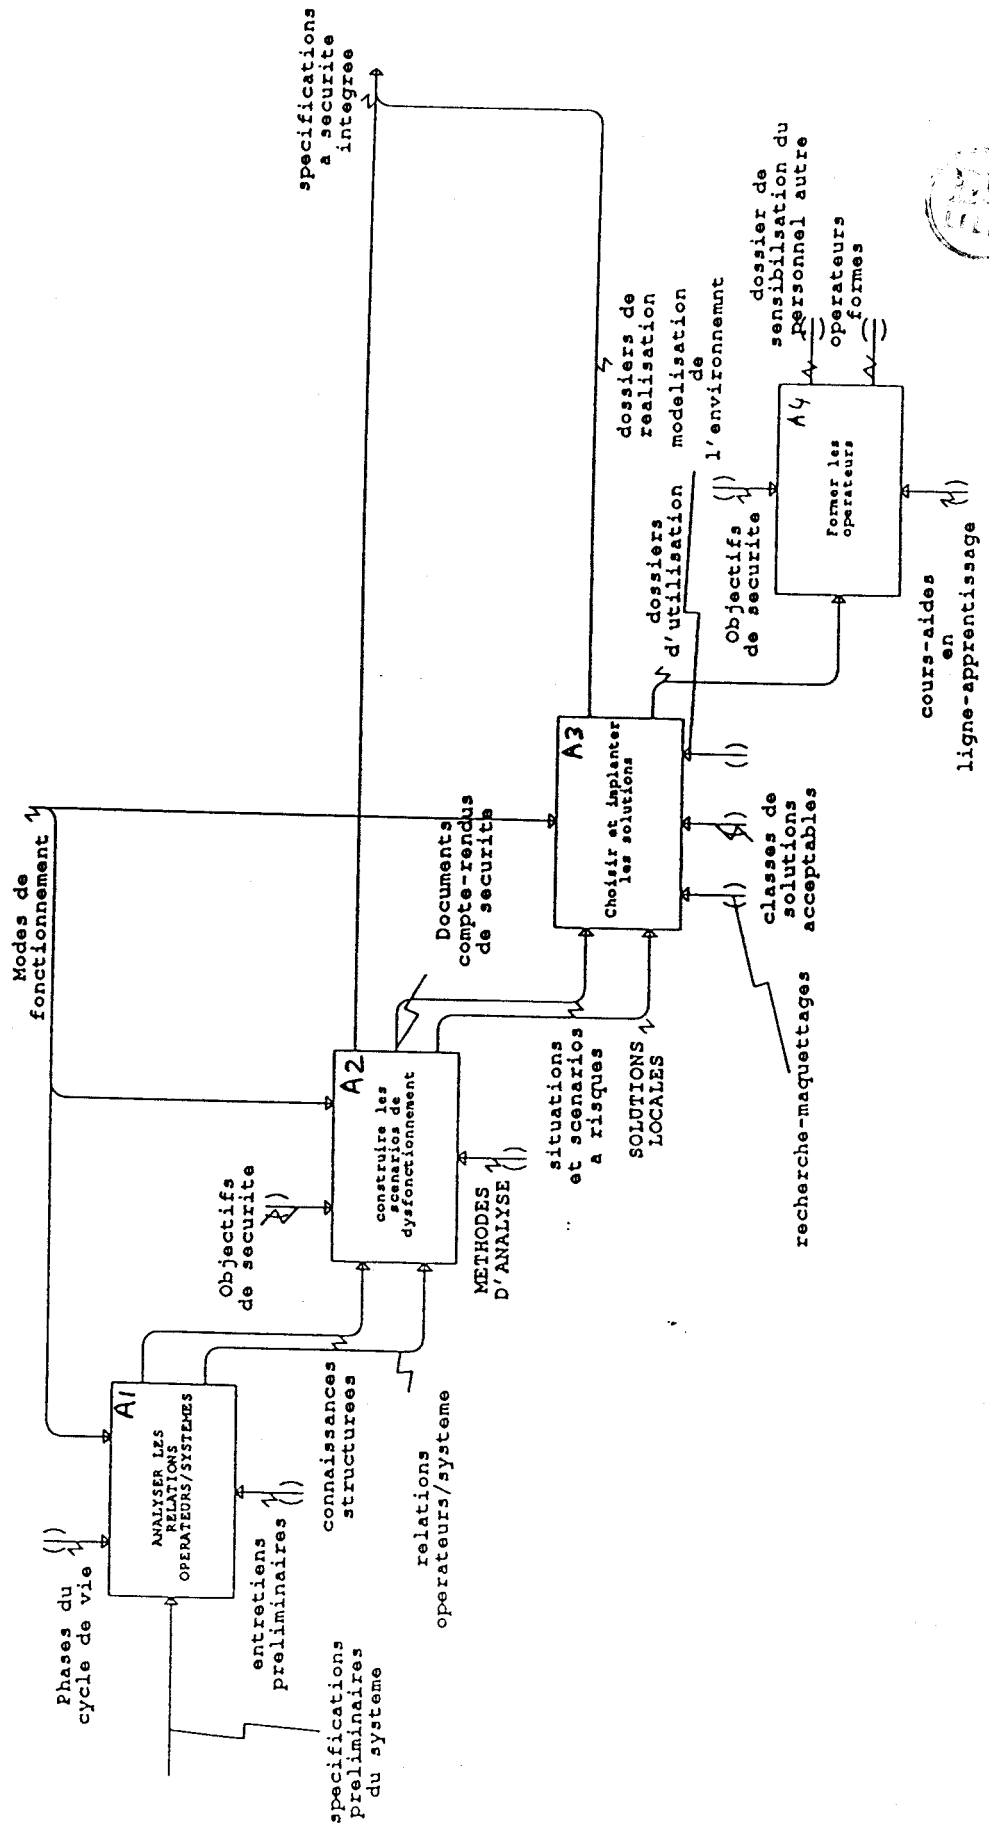 Modes de
fonctionnement
specifications
a securite
integree
Phases du
cycle de vie
A1
ANALYSER LES
RELATIONS
OPERATEURS/SYSTEMES
entretiens
preliminaires
specifications
preliminaires
du systeme
connaissances
structurees
relations
operateurs/systeme
Objectifs
de securite
A2
construire les
scenarios de
dysfonctionnement
METHODES
D'ANALYSE
Documents
compte-rendus
de securite
situations
et scenarios
a risques
SOLUTIONS
LOCALES
A3
Choisir et implanter
les solutions
recherche-maquettages
classes de
solutions
acceptables
dossiers de
realisation
modelisation
de
l'environnemnt
dossiers
d'utilisation
Objectifs
de securite
A4
Former les
operateurs
cours-aides
en
ligne-apprentissage
dossier de
sensibilsation du
personnel autre
operateurs
formes